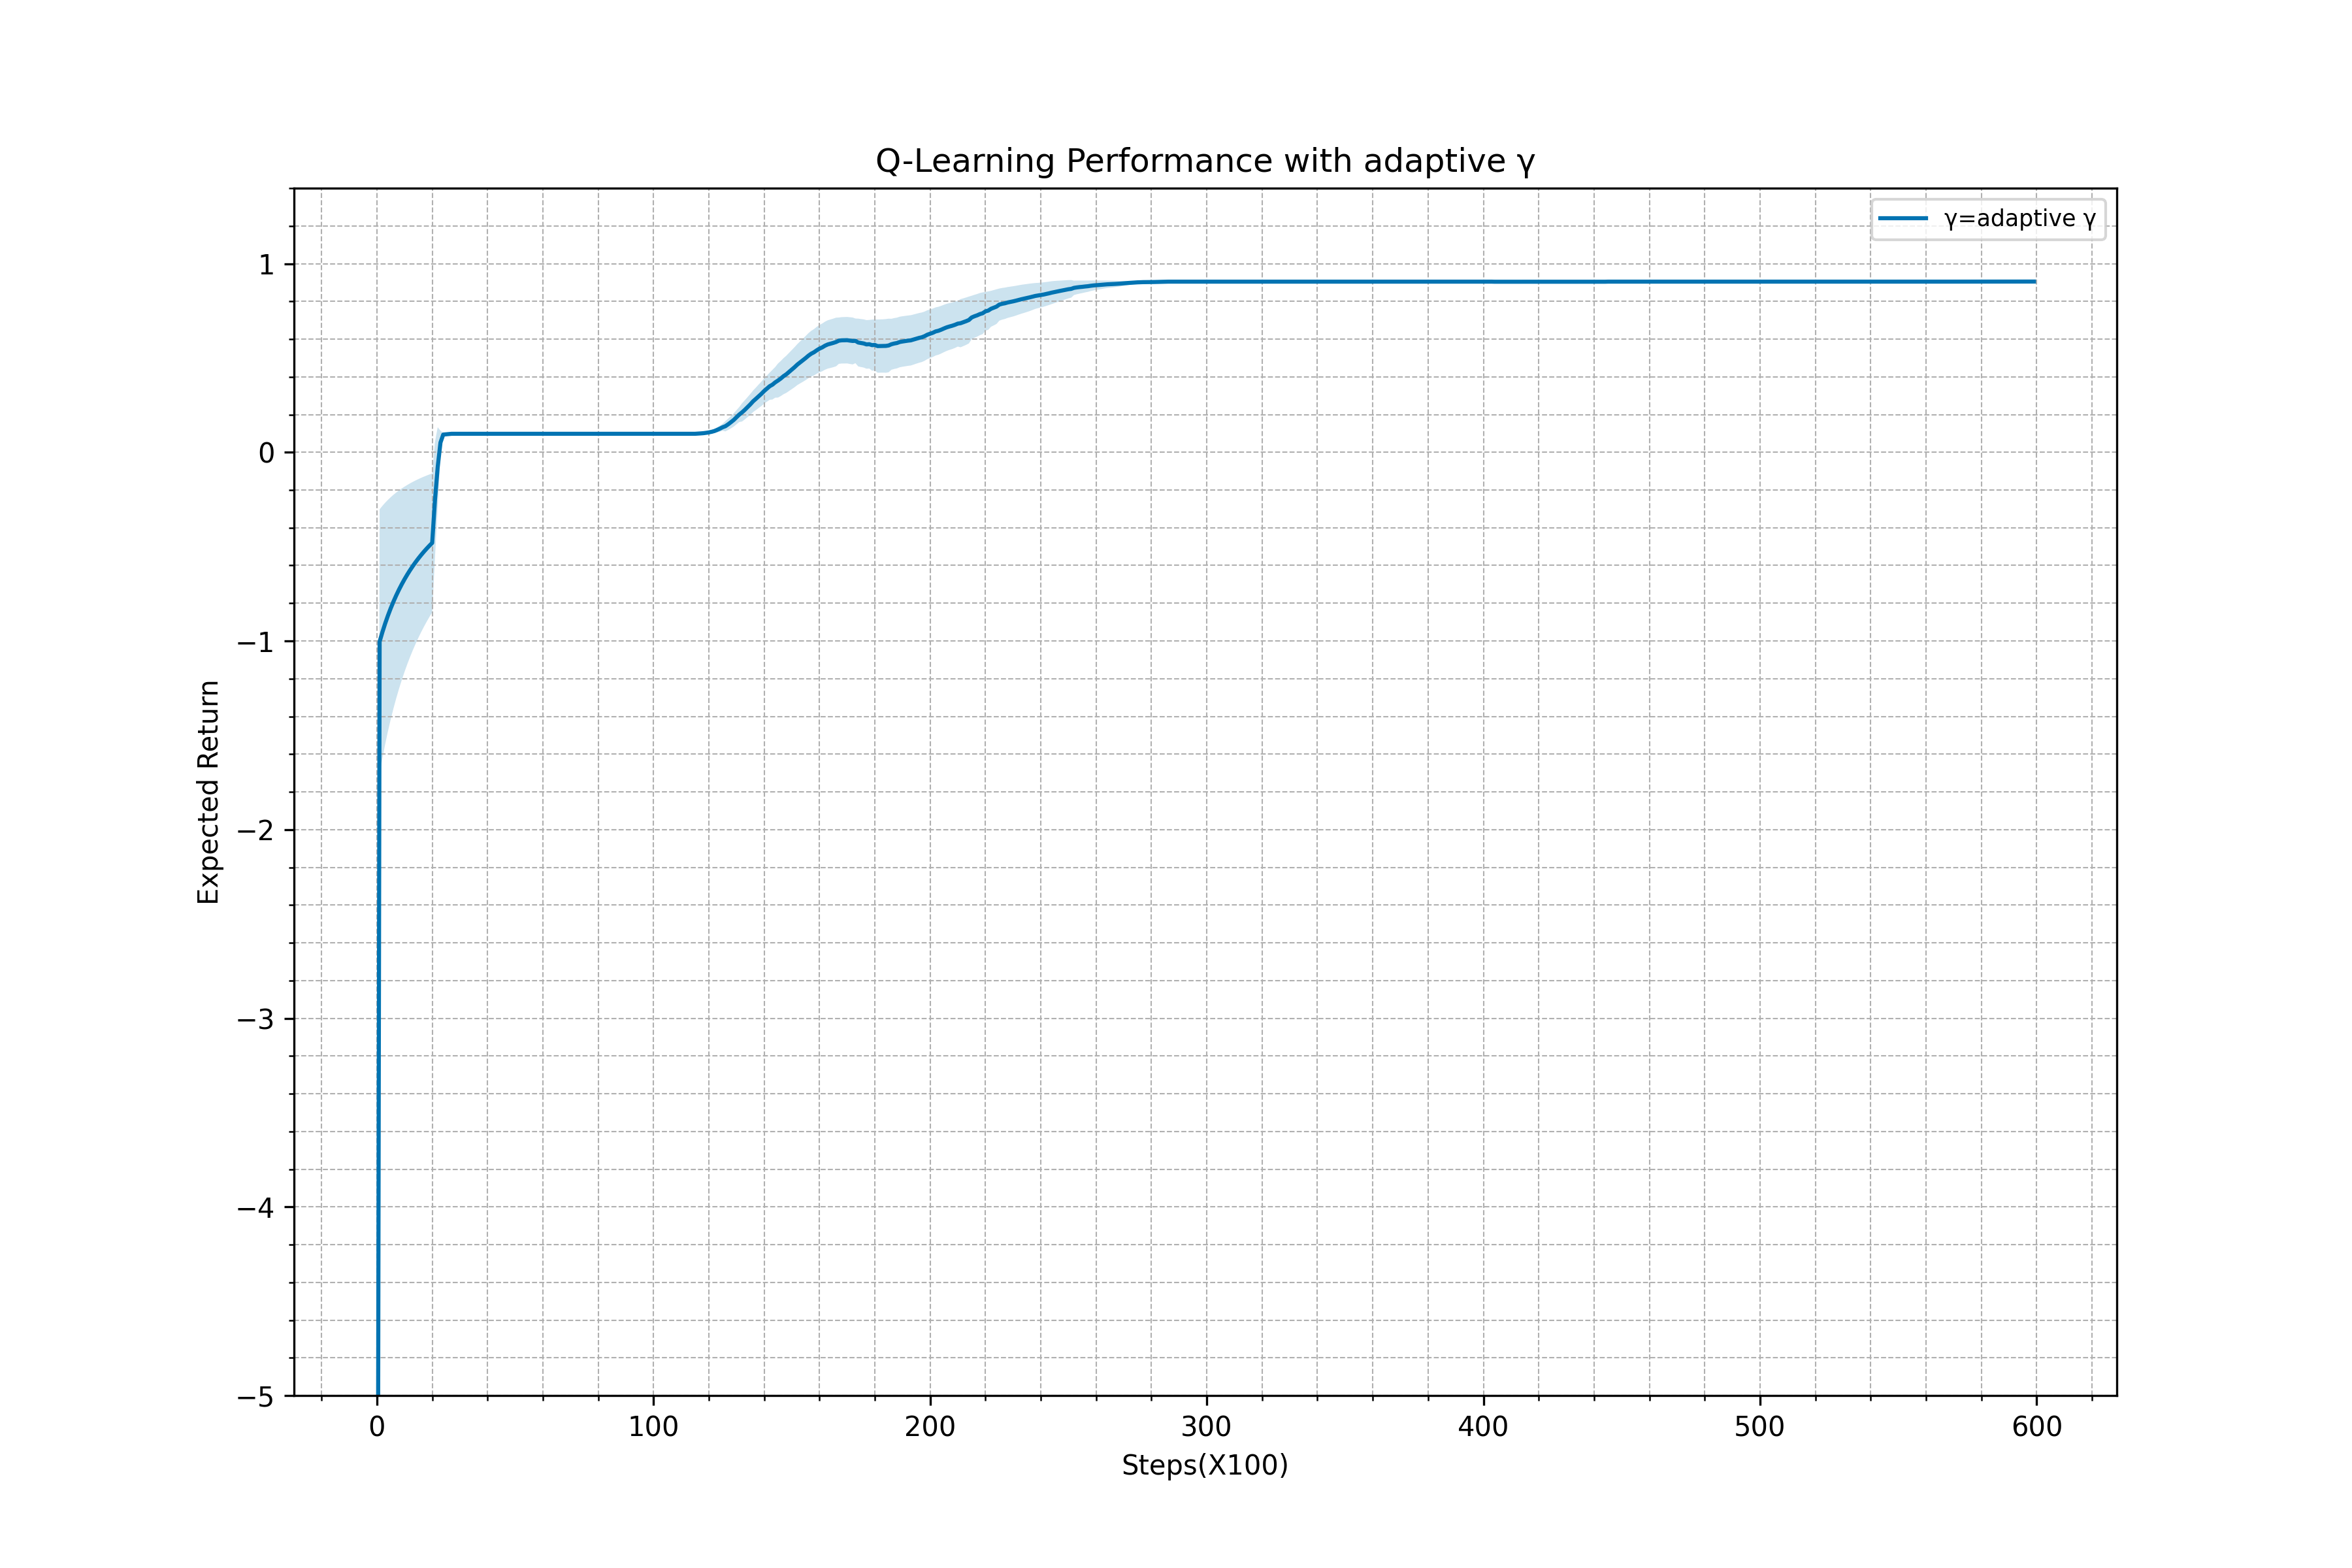 Q-Learning Performance with adaptive γ
γ=adaptive γ
1
0
−1
−2
−3
−4
−5
Expected Return
0 100 200 300 400 500 600
Steps(X100)